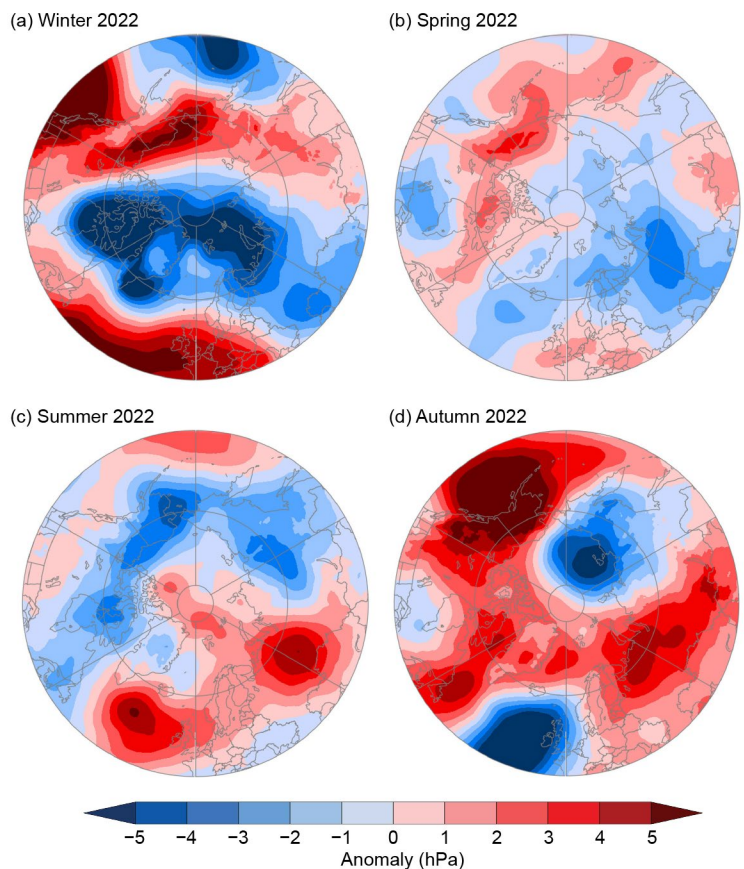 (a) Winter 2022
(b) Spring 2022
(c) Summer 2022
(d) Autumn 2022
−5 −4 −3 −2 −1 0 1 2 3 4 5
Anomaly (hPa)